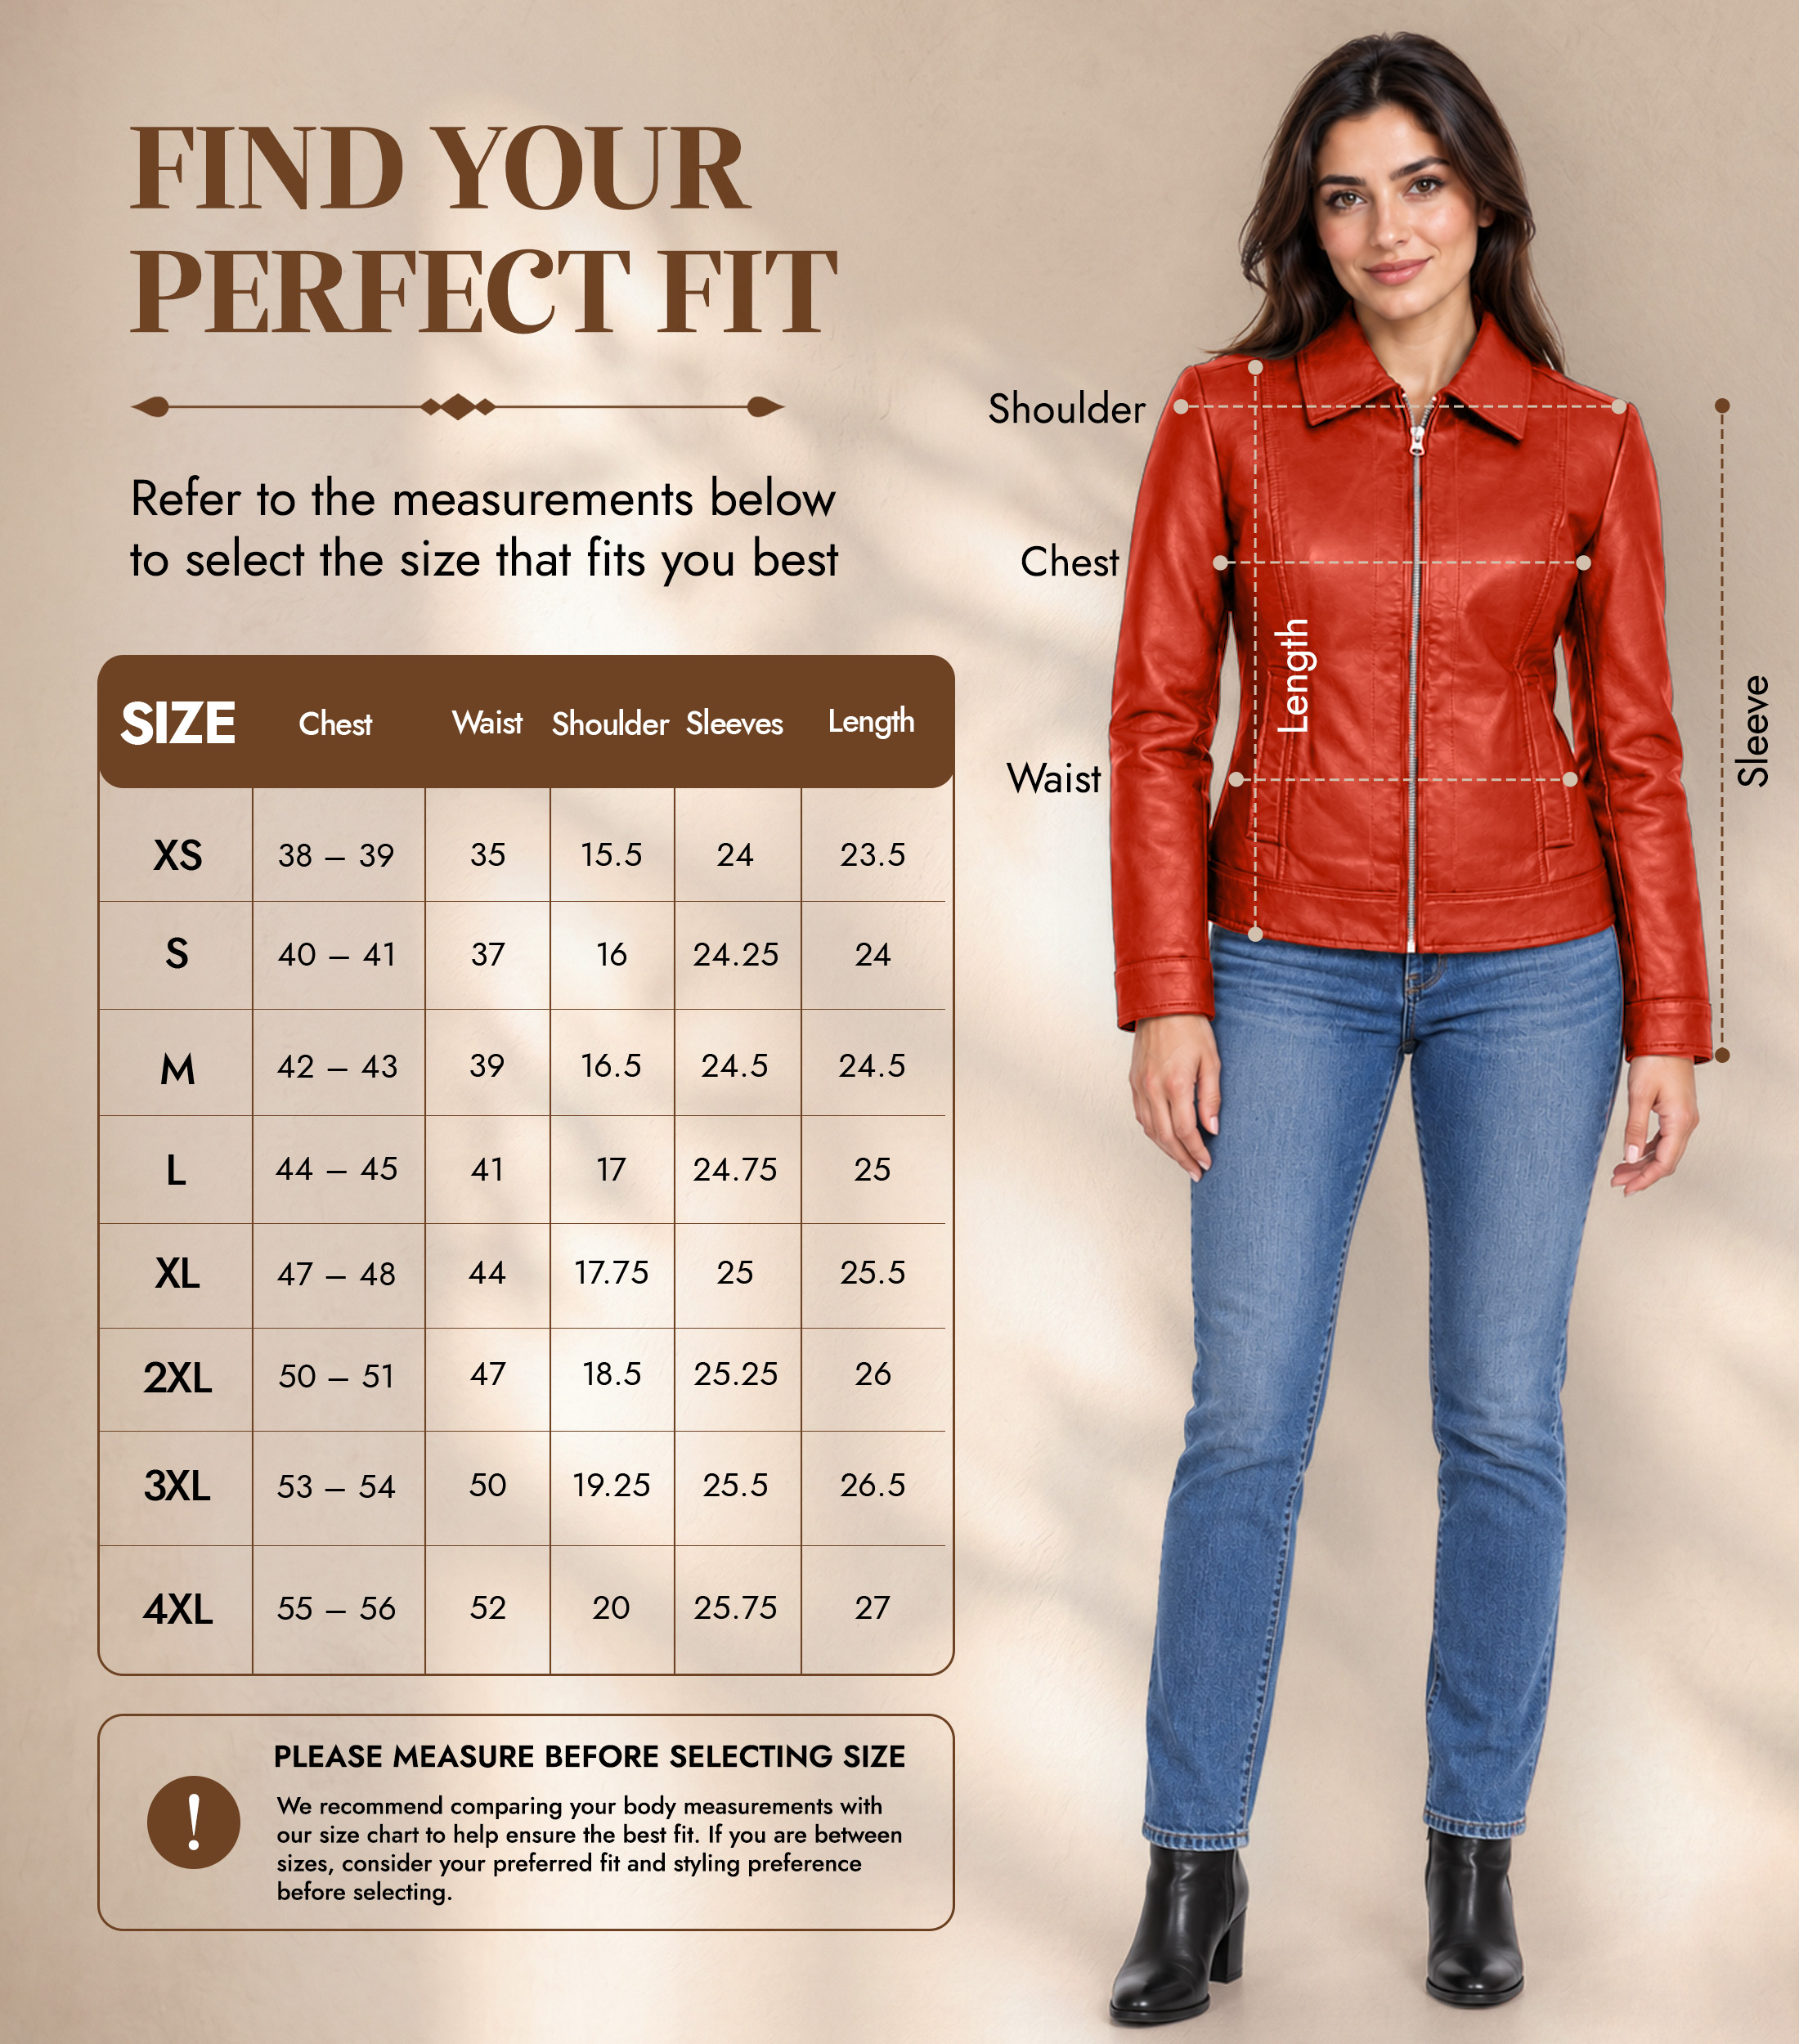 FIND YOUR
PERFECT FIT
Refer to the measurements below
to select the size that fits you best
SIZE Chest Waist Shoulder Sleeves Length
XS 38 – 39 35 15.5 24 23.5
S 40 – 41 37 16 24.25 24
M 42 – 43 39 16.5 24.5 24.5
L 44 – 45 41 17 24.75 25
XL 47 – 48 44 17.75 25 25.5
2XL 50 – 51 47 18.5 25.25 26
3XL 53 – 54 50 19.25 25.5 26.5
4XL 55 – 56 52 20 25.75 27
!
PLEASE MEASURE BEFORE SELECTING SIZE
We recommend comparing your body measurements with
our size chart to help ensure the best fit. If you are between
sizes, consider your preferred fit and styling preference
before selecting.
Shoulder
Chest
Length
Waist
Sleeve